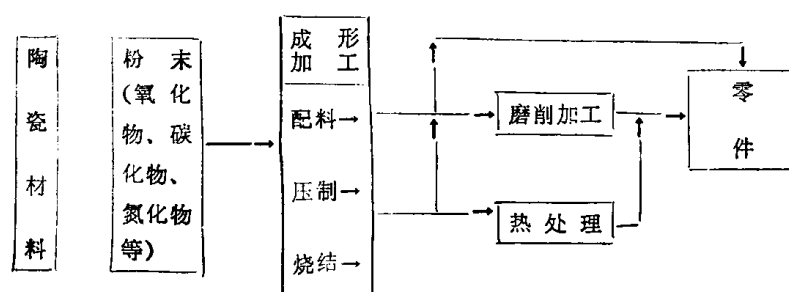 陶
瓷
材
料
粉 末
(氧 化
物、碳
化物、
氮化物
等)
成 形
加 工
配料→
压制→
烧结→
磨削加工
热处理
零
件